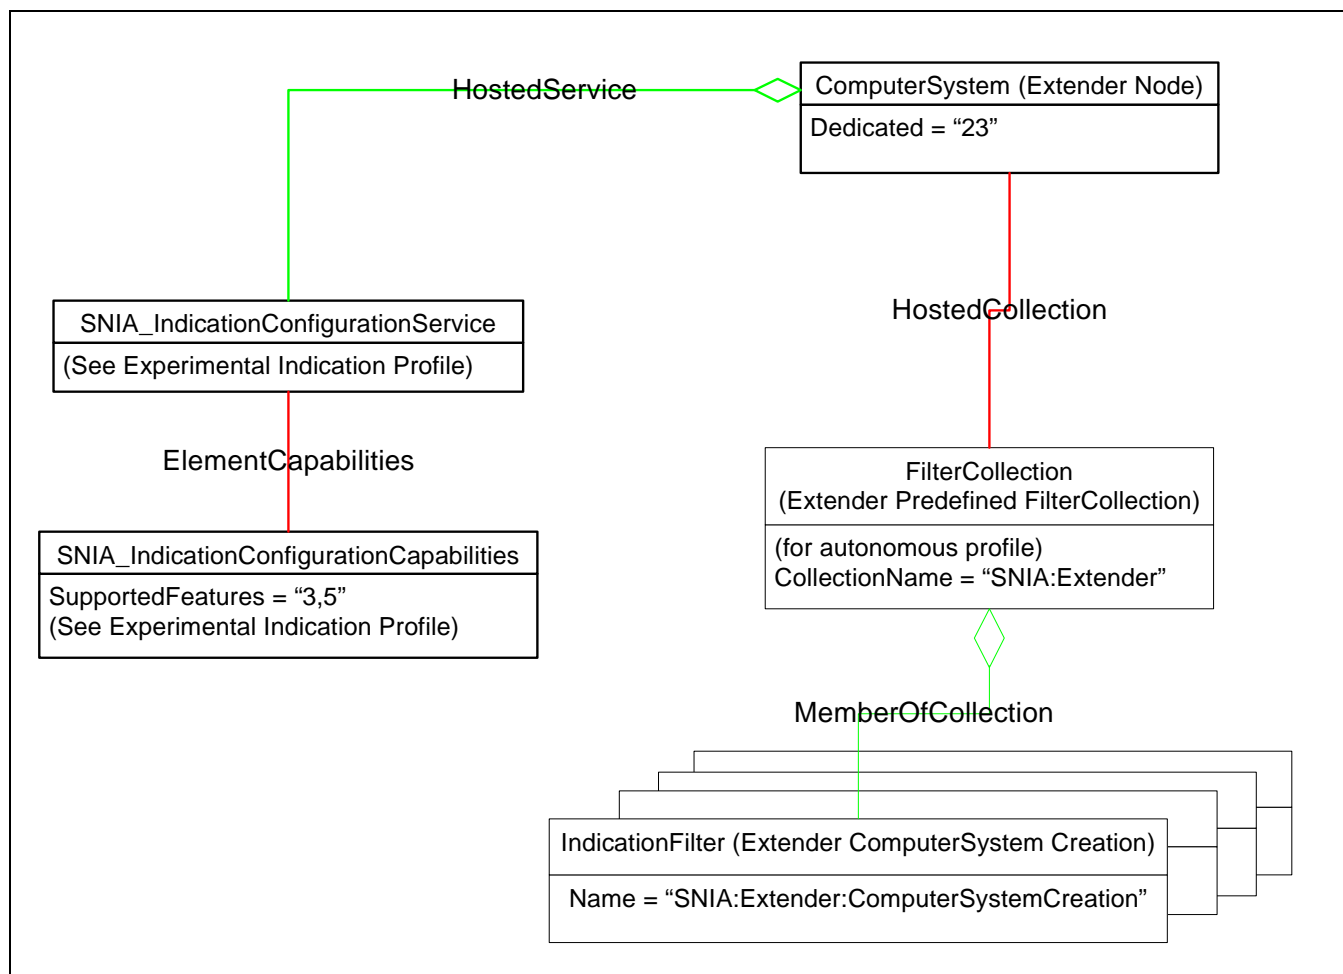 HostedService
ComputerSystem (Extender Node)
Dedicated = “23”
SNIA_IndicationConfigurationService
(See Experimental Indication Profile)
HostedCollection
ElementCapabilities
FilterCollection
(Extender Predefined FilterCollection)
(for autonomous profile)
CollectionName = “SNIA:Extender”
SNIA_IndicationConfigurationCapabilities
SupportedFeatures = “3,5”
(See Experimental Indication Profile)
MemberOfCollection
IndicationFilter (Extender ComputerSystem Creation)
Name = “SNIA:Extender:ComputerSystemCreation”